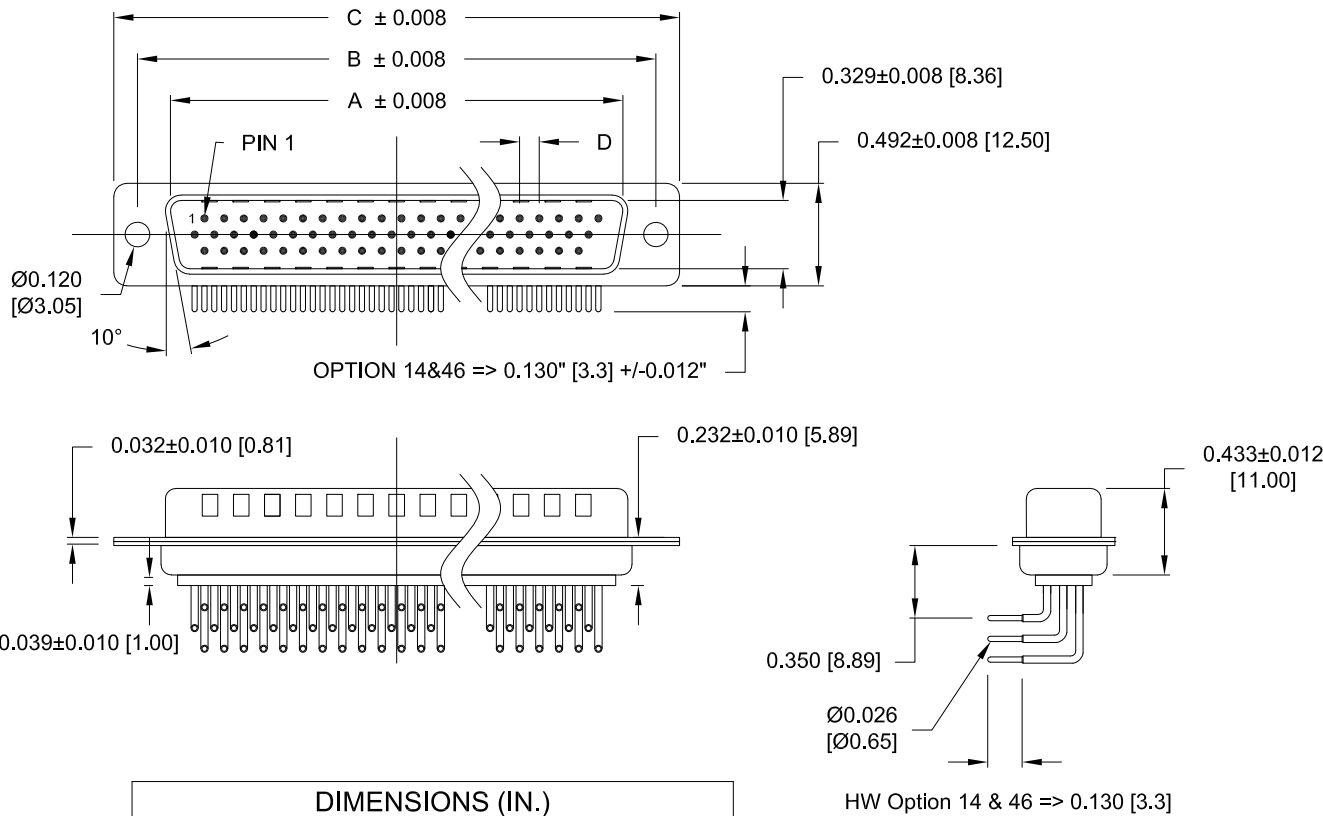 C ± 0.008
B ± 0.008
A ± 0.008
0.329±0.008 [8.36]
PIN 1
D
0.492±0.008 [12.50]
1
Ø0.120
[Ø3.05]
10°
OPTION 14&46 => 0.130" [3.3] +/-0.012"
0.032±0.010 [0.81]
0.232±0.010 [5.89]
0.433±0.012
[11.00]
0.039±0.010 [1.00]
0.350 [8.89]
Ø0.026
[Ø0.65]
DIMENSIONS (IN.)
HW Option 14 & 46 => 0.130 [3.3]